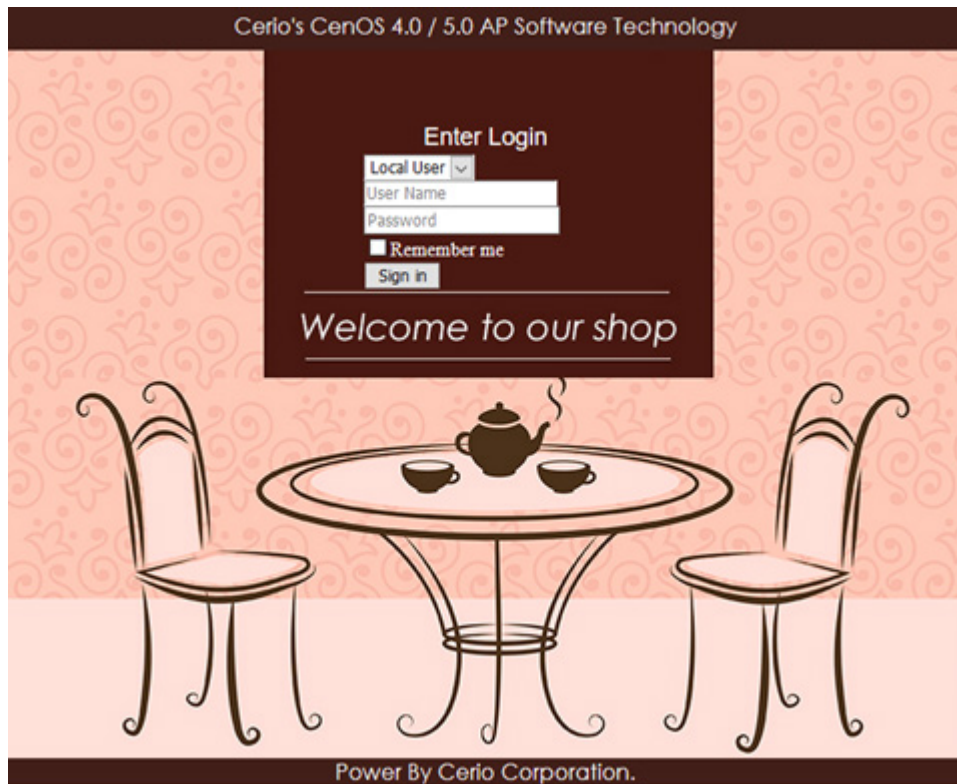 Cerio's CenOS 4.0 / 5.0 AP Software Technology
Enter Login
Local User
User Name
Password
Remember me
Sign in
Welcome to our shop
Power By Cerio Corporation.